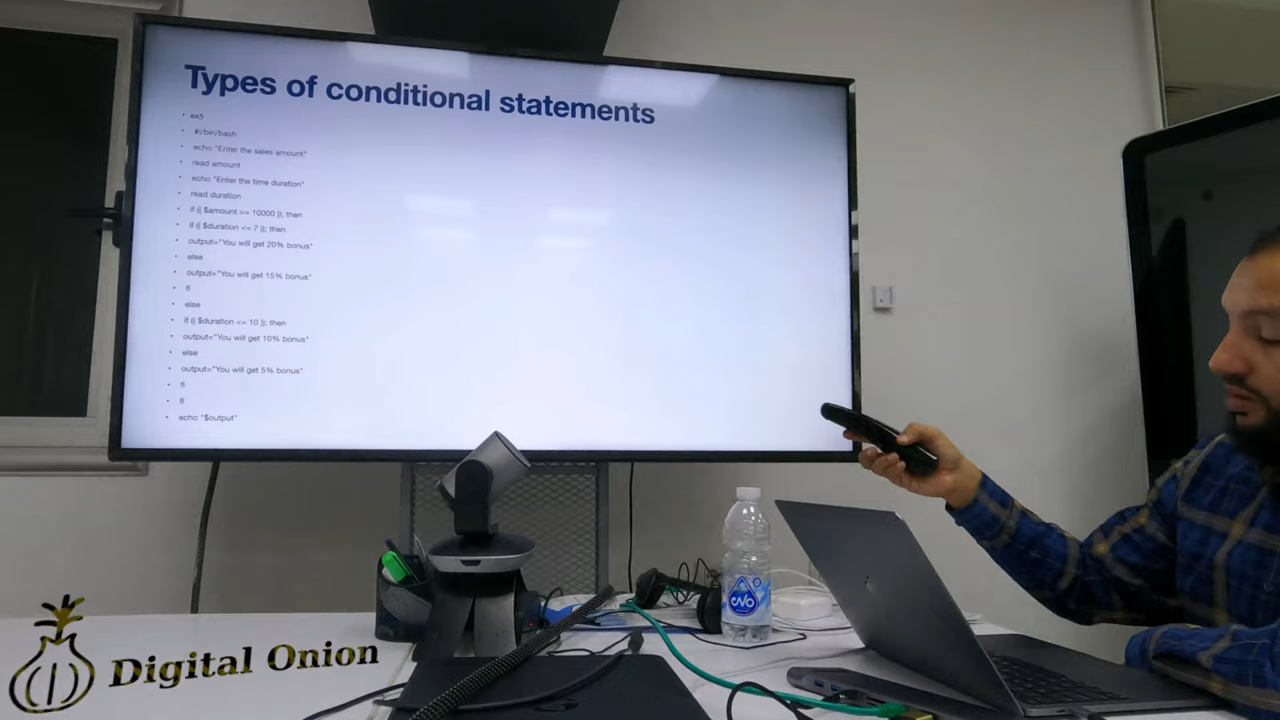 Types of conditional statements
• ex5
• #!/bin/bash
• echo "Enter the sales amount"
• read amount
• echo "Enter the time duration"
• read duration
• if (( $amount >= 10000 )); then
• if (( $duration <= 7 )); then
• output="You will get 20% bonus"
• else
• output="You will get 15% bonus"
• fi
• else
• if (( $duration <= 10 )); then
• output="You will get 10% bonus"
• else
• output="You will get 5% bonus"
• fi
• fi
• echo "$output"
Digital Onion